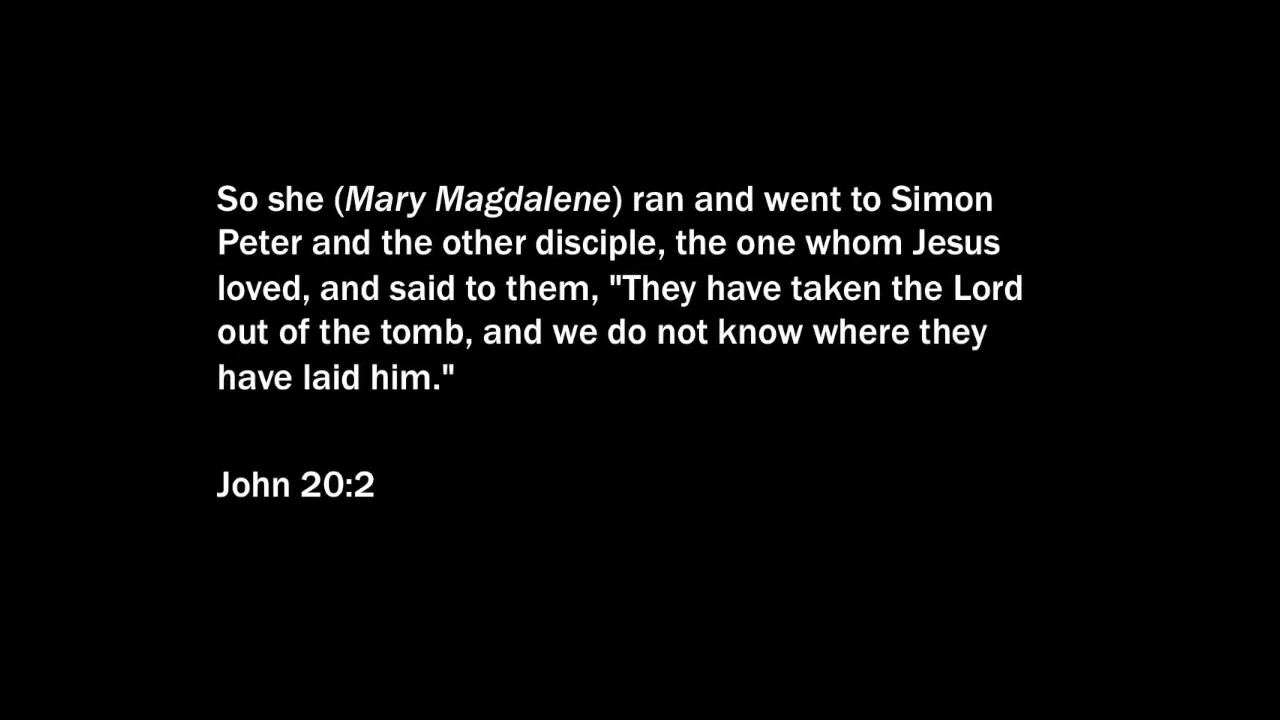 So she (Mary Magdalene) ran and went to Simon
Peter and the other disciple, the one whom Jesus
loved, and said to them, "They have taken the Lord
out of the tomb, and we do not know where they
have laid him."
John 20:2